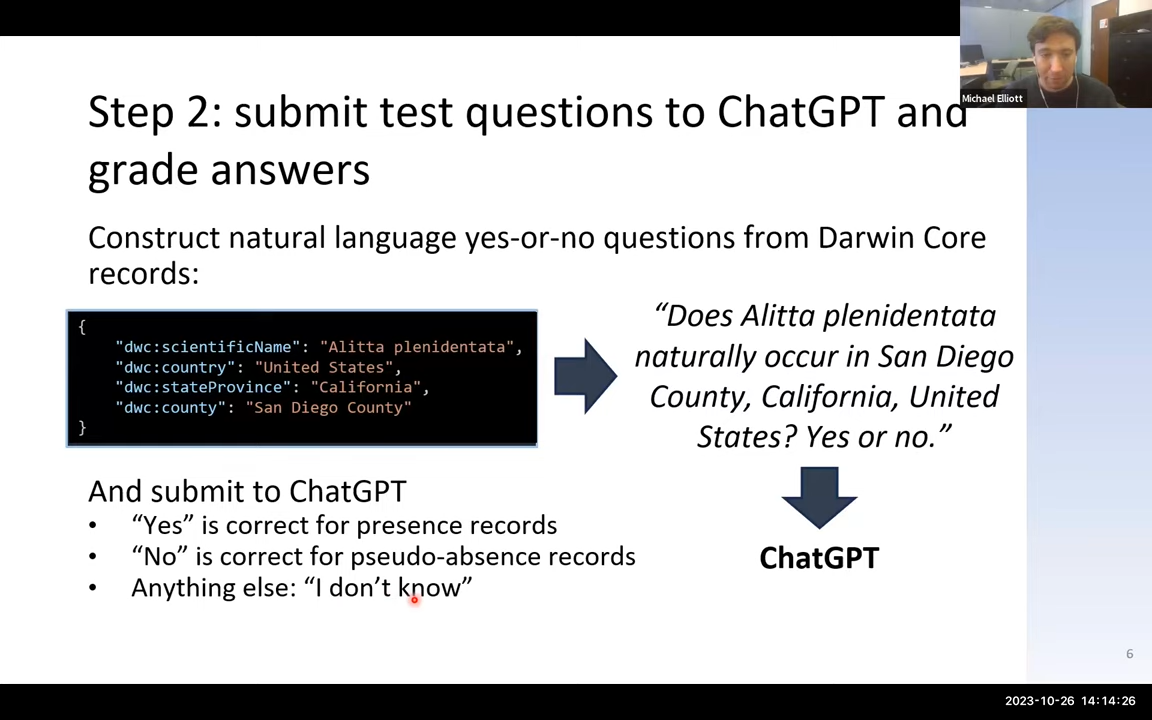 Michael Elliott
Step 2: submit test questions to ChatGPT and
grade answers
Construct natural language yes-or-no questions from Darwin Core
records:
{
"dwc:scientificName": "Alitta plenidentata",
"dwc:country": "United States",
"dwc:stateProvince": "California",
"dwc:county": "San Diego County"
}
“Does Alitta plenidentata
naturally occur in San Diego
County, California, United
States? Yes or no.”
And submit to ChatGPT
• “Yes” is correct for presence records
• “No” is correct for pseudo-absence records
• Anything else: “I don’t know”
ChatGPT
6
2023-10-26 14:14:26